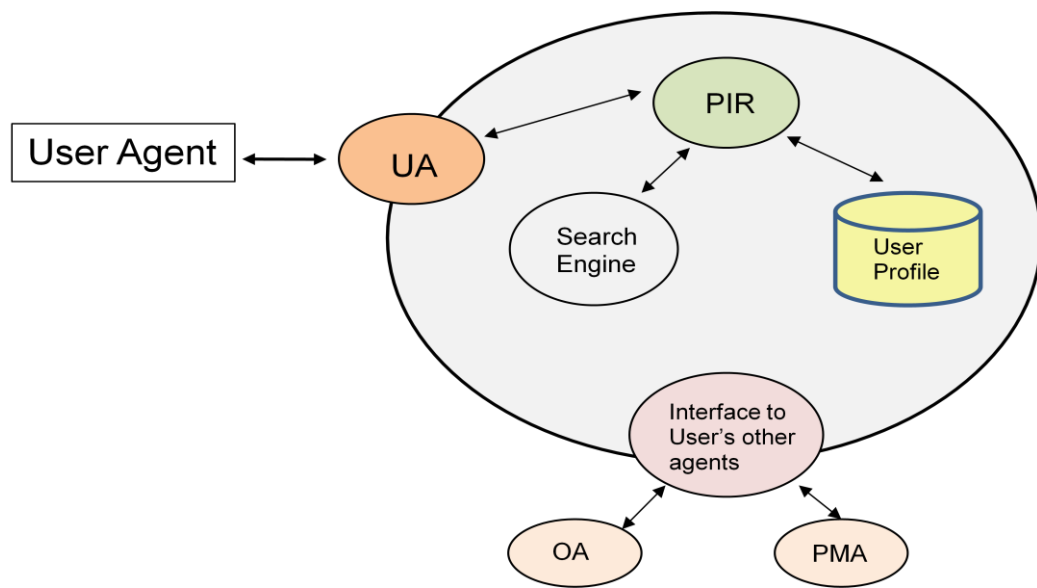 User Agent
UA
PIR
Search
Engine
User
Profile
Interface to
User’s other
agents
OA
PMA